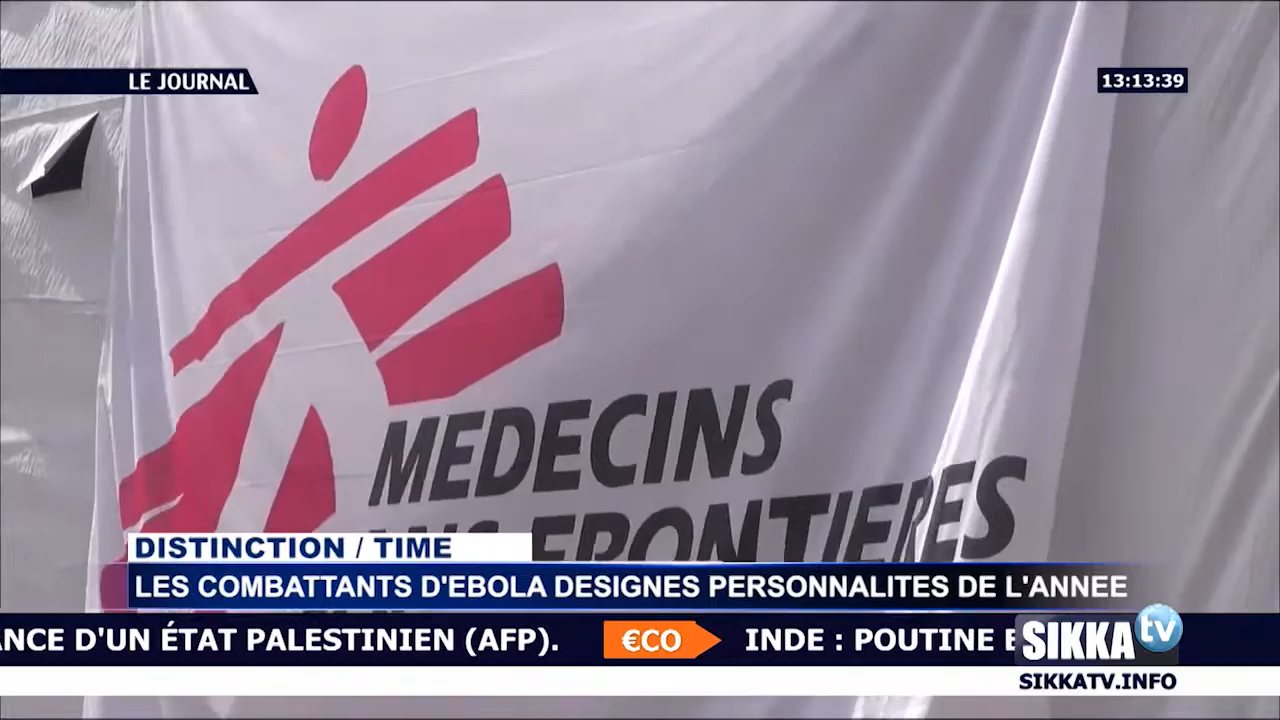 LE JOURNAL
13:13:39
MEDECINS
FRONTIERES
DISTINCTION / TIME
LES COMBATTANTS D'EBOLA DESIGNES PERSONNALITES DE L'ANNEE
D'UN ÉTAT PALESTINIEN (AFP). €CO INDE : POUTINE
SIKKA tv
SIKKATV.INFO